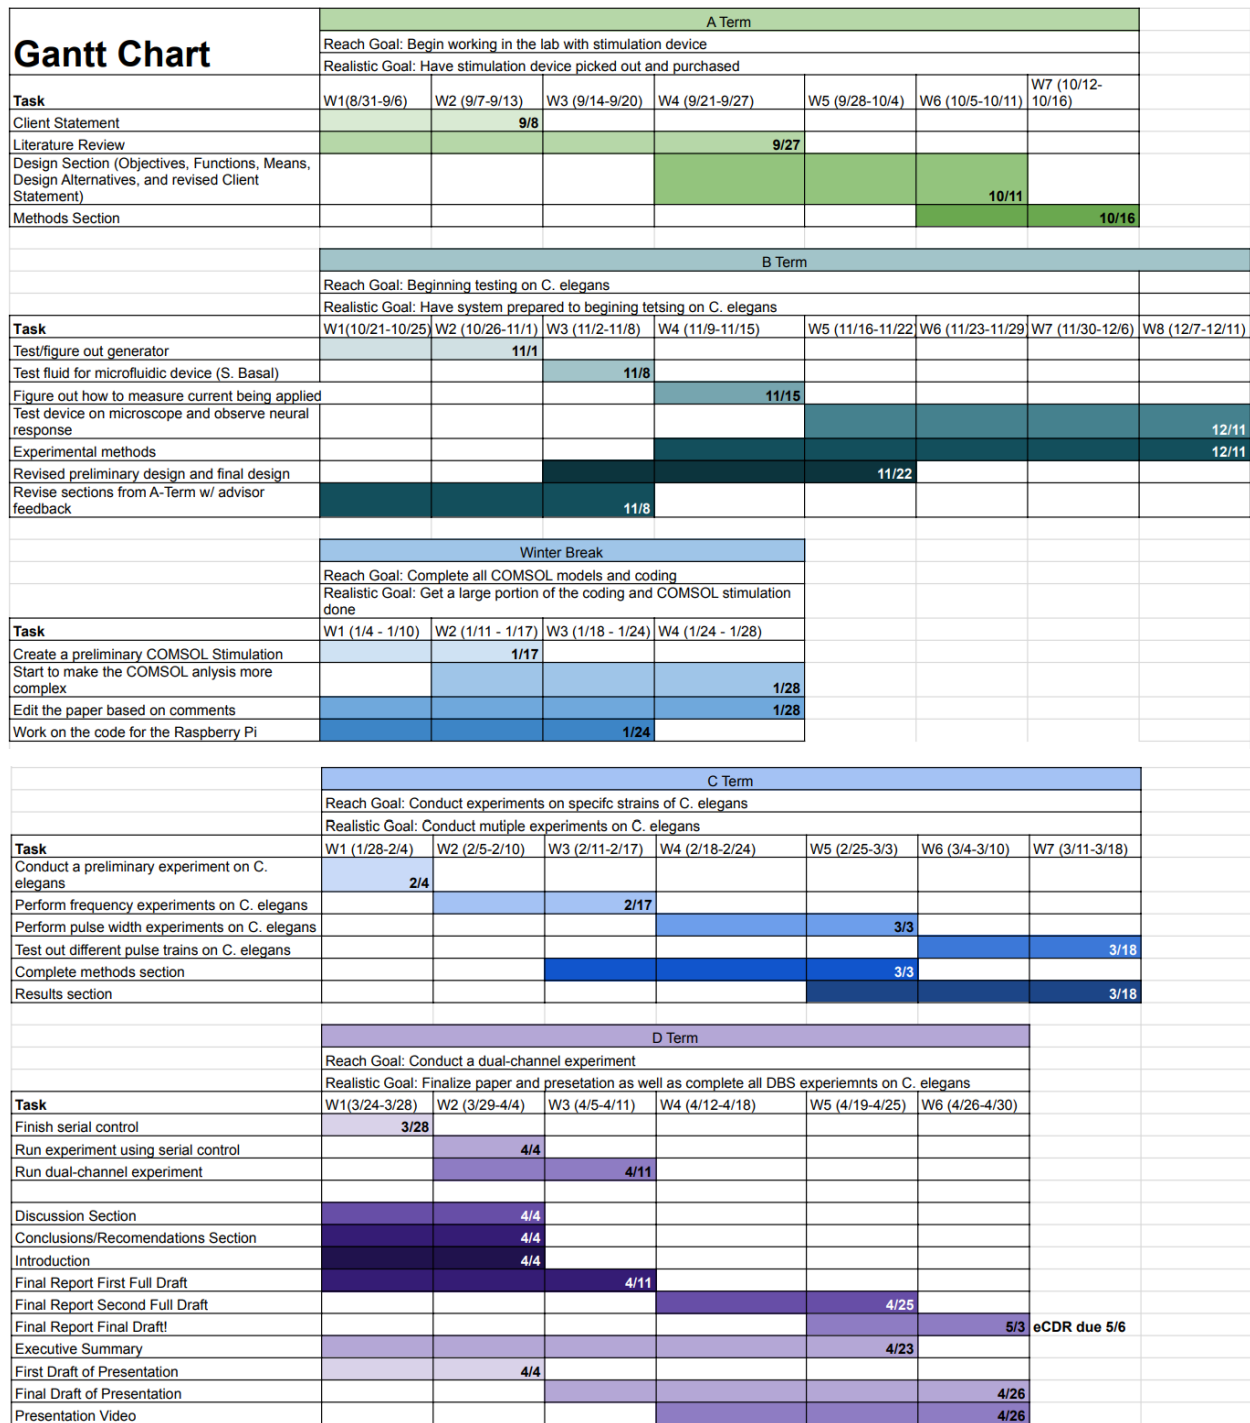 A Term
Gantt Chart
Reach Goal: Begin working in the lab with stimulation device
Realistic Goal: Have stimulation device picked out and purchased
Task W1(8/31-9/6) W2 (9/7-9/13) W3 (9/14-9/20) W4 (9/21-9/27) W5 (9/28-10/4) W6 (10/5-10/11) W7 (10/12-
10/16)
Client Statement 9/8
Literature Review 9/27
Design Section (Objectives, Functions, Means,
Design Alternatives, and revised Client
Statement) 10/11
Methods Section 10/16
B Term
Reach Goal: Beginning testing on C. elegans
Realistic Goal: Have system prepared to begining tetsing on C. elegans
Task W1(10/21-10/25) W2 (10/26-11/1) W3 (11/2-11/8) W4 (11/9-11/15) W5 (11/16-11/22 W6 (11/23-11/29) W7 (11/30-12/6) W8 (12/7-12/11)
Test/figure out generator 11/1
Test fluid for microfluidic device (S. Basal) 11/8
Figure out how to measure current being applied 11/15
Test device on microscope and observe neural
response 12/11
Experimental methods 12/11
Revised preliminary design and final design 11/22
Revise sections from A-Term w/ advisor
feedback 11/8
Winter Break
Reach Goal: Complete all COMSOL models and coding
Realistic Goal: Get a large portion of the coding and COMSOL stimulation
done
Task W1 (1/4 - 1/10) W2 (1/11 - 1/17) W3 (1/18 - 1/24) W4 (1/24 - 1/28)
Create a preliminary COMSOL Stimulation 1/17
Start to make the COMSOL anlysis more
complex 1/28
Edit the paper based on comments 1/28
Work on the code for the Raspberry Pi 1/24
C Term
Reach Goal: Conduct experiments on specifc strains of C. elegans
Realistic Goal: Conduct mutiple experiments on C. elegans
Task W1 (1/28-2/4) W2 (2/5-2/10) W3 (2/11-2/17) W4 (2/18-2/24) W5 (2/25-3/3) W6 (3/4-3/10) W7 (3/11-3/18)
Conduct a preliminary experiment on C.
elegans 2/4
Perform frequency experiments on C. elegans 2/17
Perform pulse width experiments on C. elegans 3/3
Test out different pulse trains on C. elegans 3/18
Complete methods section 3/3
Results section 3/18
D Term
Reach Goal: Conduct a dual-channel experiment
Realistic Goal: Finalize paper and presetation as well as complete all DBS experiemnts on C. elegans
Task W1(3/24-3/28) W2 (3/29-4/4) W3 (4/5-4/11) W4 (4/12-4/18) W5 (4/19-4/25) W6 (4/26-4/30)
Finish serial control 3/28
Run experiment using serial control 4/4
Run dual-channel experiment 4/11
Discussion Section 4/4
Conclusions/Recomendations Section 4/4
Introduction 4/4
Final Report First Full Draft 4/11
Final Report Second Full Draft 4/25
Final Report Final Draft! 5/3 eCDR due 5/6
Executive Summary 4/23
First Draft of Presentation 4/4
Final Draft of Presentation 4/26
Presentation Video 4/26